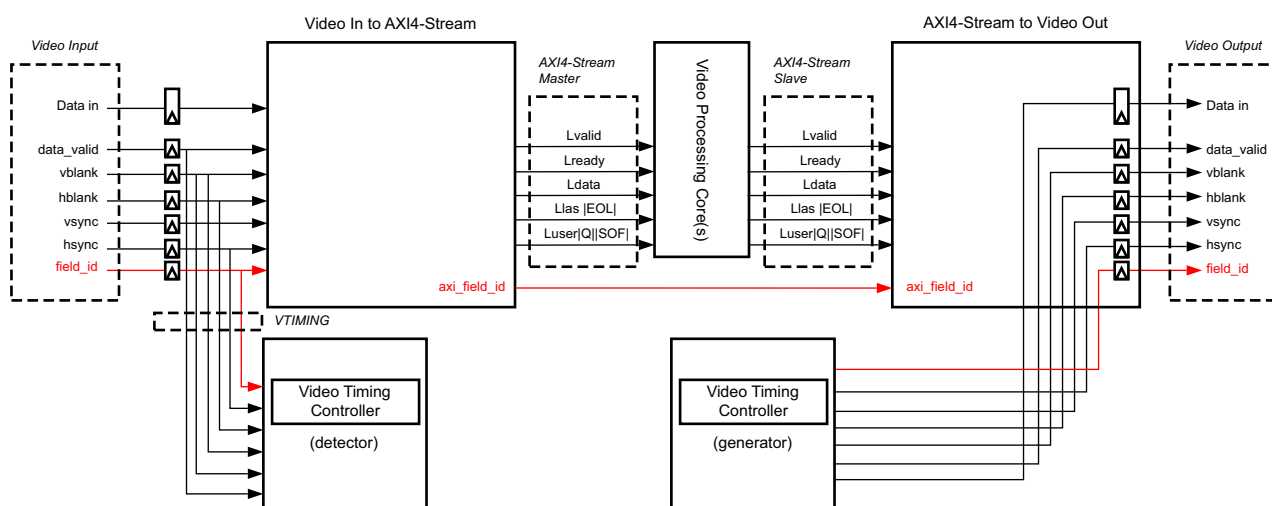 Video In to AXI4-Stream
AXI4-Stream to Video Out
Video Input
Data in
data_valid
vblank
hblank
vsync
hsync
field_id
AXI4-Stream
Master
Lvalid
Lready
Ldata
Llas |EOL|
Luser|Q||SOF|
Video Processing Core(s)
AXI4-Stream
Slave
Lvalid
Lready
Ldata
Llas |EOL|
Luser|Q||SOF|
Video Output
Data in
data_valid
vblank
hblank
vsync
hsync
field_id
axi_field_id
axi_field_id
VTIMING
Video Timing
Controller
(detector)
Video Timing
Controller
(generator)